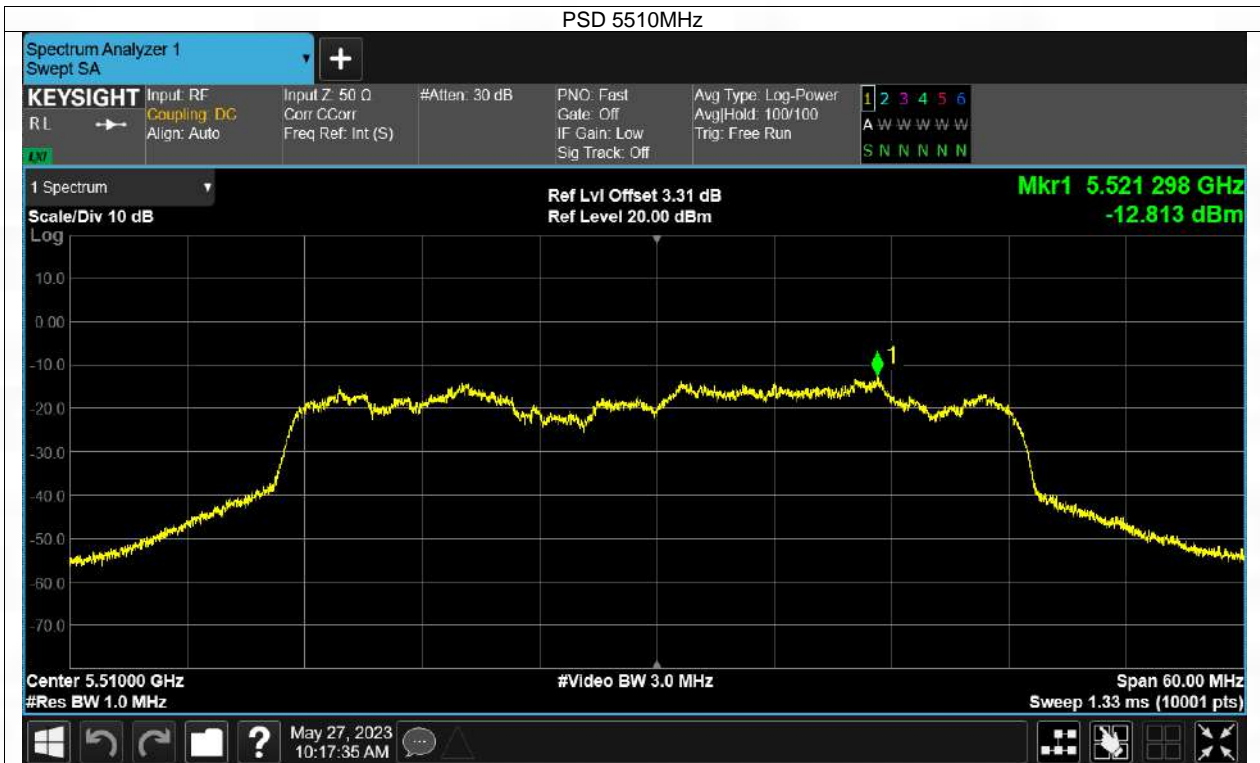 PSD 5510MHz
Spectrum Analyzer 1
Swept SA
KEYSIGHT
RL
LXI
Input: RF
Coupling: DC
Align: Auto
Input Z: 50 Ω
Corr CCorr
Freq Ref: Int (S)
#Atten: 30 dB
PNO: Fast
Gate: Off
IF Gain: Low
Sig Track: Off
Avg Type: Log-Power
Avg|Hold: 100/100
Trig: Free Run
1 2 3 4 5 6
A W W W W W
S N N N N N
1 Spectrum
Scale/Div 10 dB
Log
Ref Lvl Offset 3.31 dB
Ref Level 20.00 dBm
Mkr1 5.521 298 GHz
-12.813 dBm
10.0
0.00
-10.0
-20.0
-30.0
-40.0
-50.0
-60.0
-70.0
1
Center 5.51000 GHz
#Res BW 1.0 MHz
#Video BW 3.0 MHz
Span 60.00 MHz
Sweep 1.33 ms (10001 pts)
?
May 27, 2023
10:17:35 AM